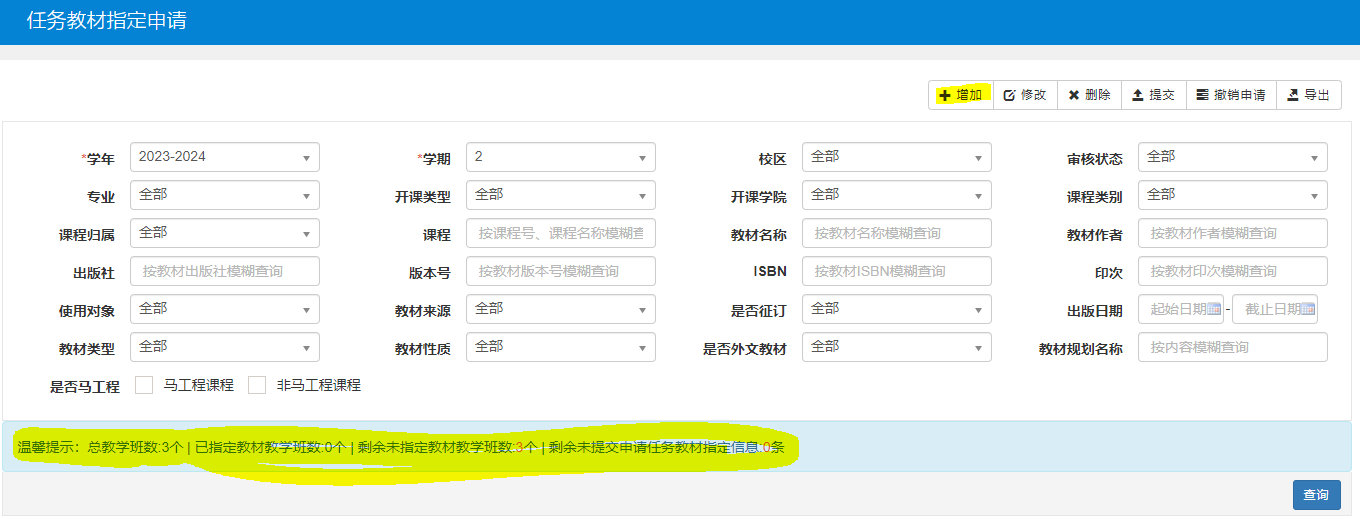 任务教材指定申请
增加 修改 删除 提交 撤销申请 导出
*学年 2023-2024 *学期 2 校区 全部 审核状态 全部
专业 全部 开课类型 全部 开课学院 全部 课程类别 全部
课程归属 全部 课程 按课程号、课程名称模糊查 教材名称 按教材名称模糊查询 教材作者 按教材作者模糊查询
出版社 按教材出版社模糊查询 版本号 按教材版本号模糊查询 ISBN 按教材ISBN模糊查询 印次 按教材印次模糊查询
使用对象 全部 教材来源 全部 是否征订 全部 出版日期 起始日期 - 截止日期
教材类型 全部 教材性质 全部 是否外文教材 全部 教材规划名称 按内容模糊查询
是否马工程 马工程课程 非马工程课程
温馨提示：总教学班数:3个 | 已指定教材教学班数:0个 | 剩余未指定教材教学班数:3个 | 剩余未提交申请任务教材指定信息:0条
查询